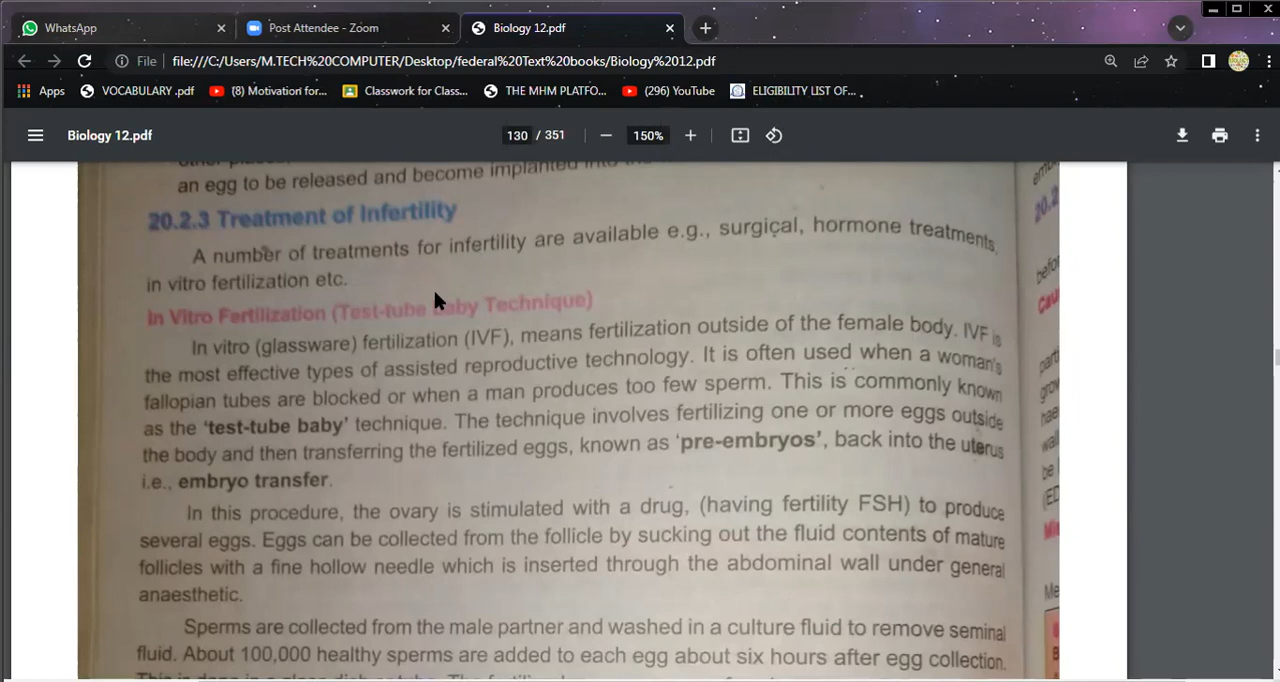 WhatsApp
Post Attendee - Zoom
Biology 12.pdf
File file:///C:/Users/M.TECH%20COMPUTER/Desktop/federal%20Text%20books/Biology%2012.pdf
Apps VOCABULARY .pdf (8) Motivation for... Classwork for Class... THE MHM PLATFO... (296) YouTube ELIGIBILITY LIST OF...
Biology 12.pdf 130 / 351 150%
an egg to be released and become implanted into
20.2.3 Treatment of Infertility
A number of treatments for infertility are available e.g., surgical, hormone treatments,
in vitro fertilization etc.
In Vitro Fertilization (Test-tube Baby Technique)
In vitro (glassware) fertilization (IVF), means fertilization outside of the female body. IVF is
the most effective types of assisted reproductive technology. It is often used when a woman's
fallopian tubes are blocked or when a man produces too few sperm. This is commonly known
as the 'test-tube baby' technique. The technique involves fertilizing one or more eggs outside
the body and then transferring the fertilized eggs, known as 'pre-embryos', back into the uterus
i.e., embryo transfer.
In this procedure, the ovary is stimulated with a drug, (having fertility FSH) to produce
several eggs. Eggs can be collected from the follicle by sucking out the fluid contents of mature
follicles with a fine hollow needle which is inserted through the abdominal wall under general
anaesthetic.
Sperms are collected from the male partner and washed in a culture fluid to remove seminal
fluid. About 100,000 healthy sperms are added to each egg about six hours after egg collection.
20.2
befor
Cau
part
grow
hae
wall
be
(ED
Me